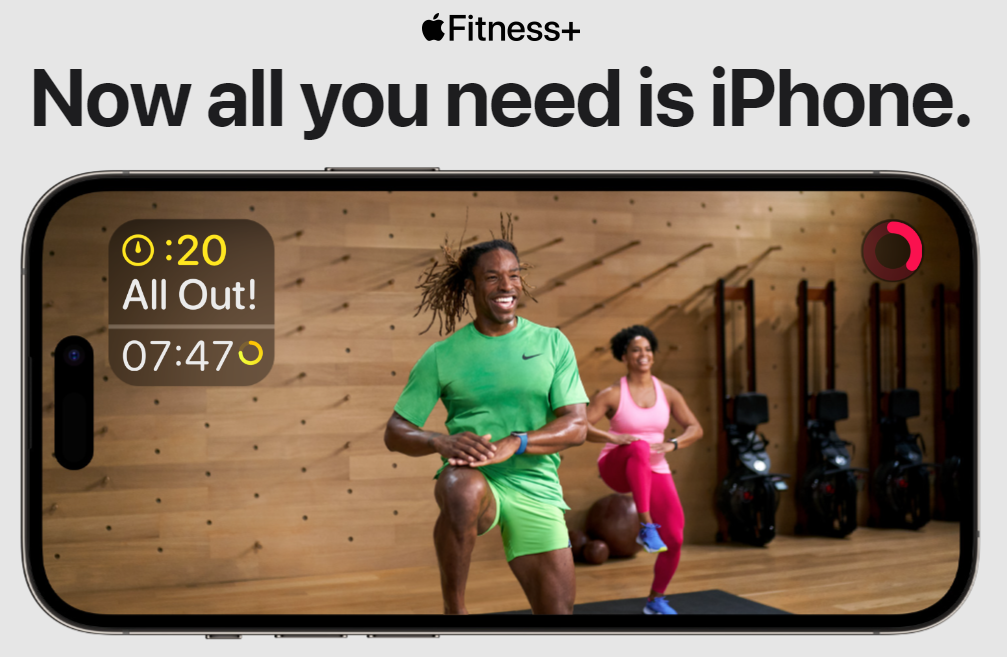 Fitness+
Now all you need is iPhone.
:20
All Out!
07:47